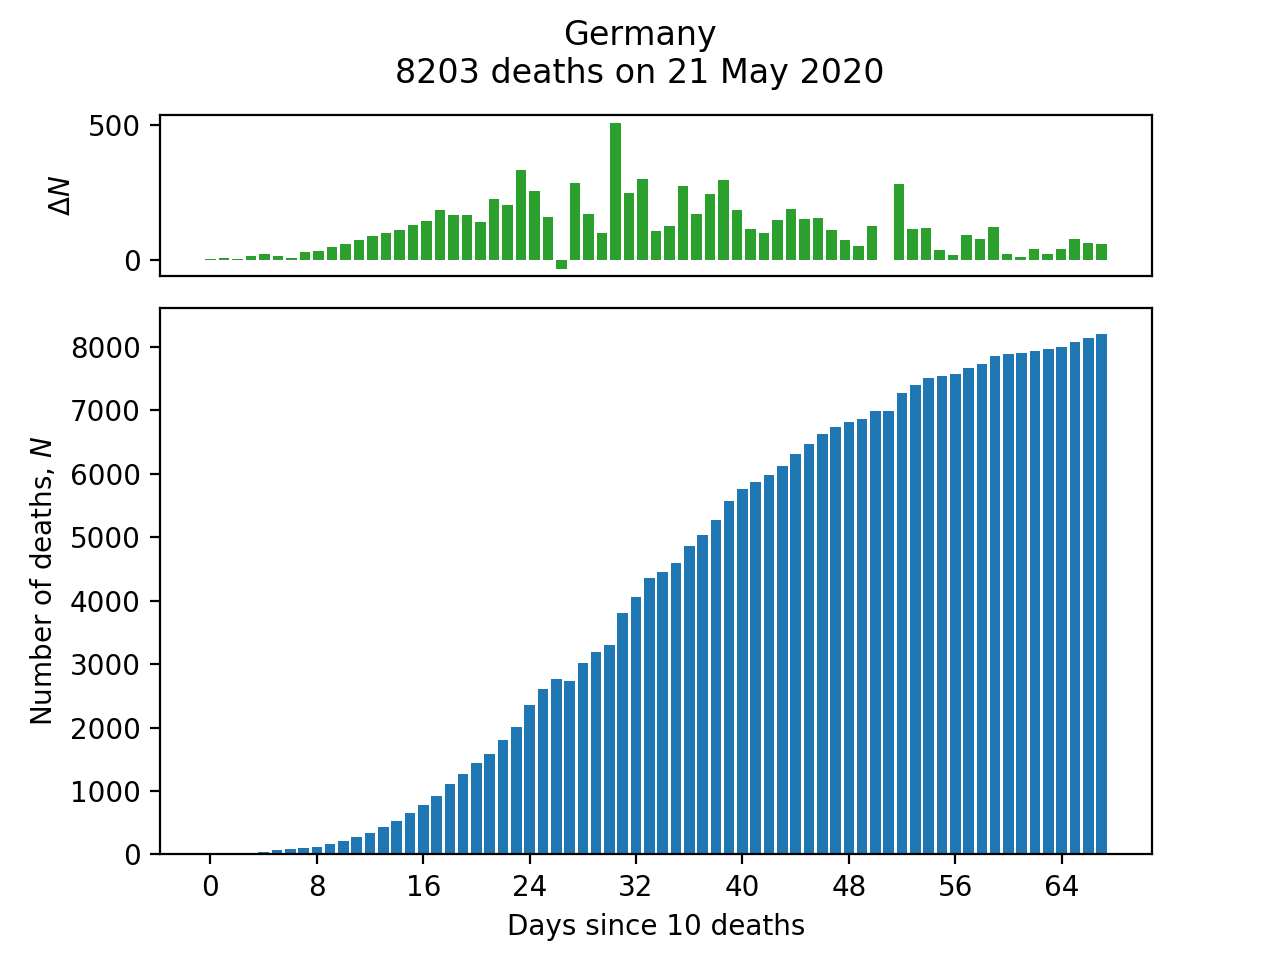 Germany
8203 deaths on 21 May 2020
500
0
ΔN
8000
7000
6000
5000
4000
3000
2000
1000
0
Number of deaths, N
0 8 16 24 32 40 48 56 64
Days since 10 deaths